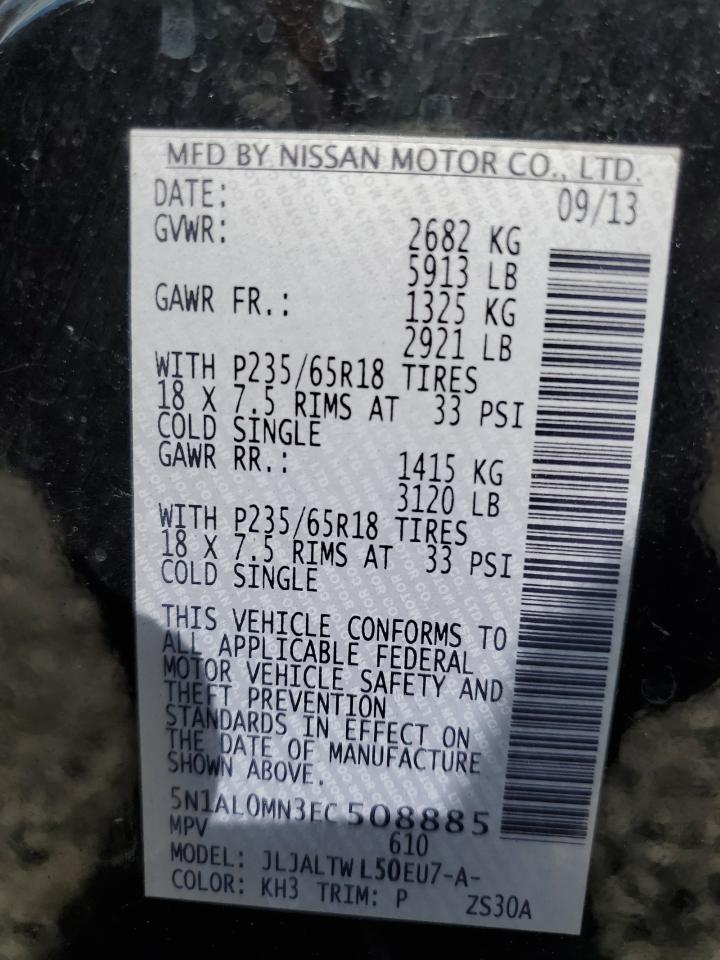 MFD BY NISSAN MOTOR CO., LTD.
DATE: 09/13
GVWR: 2682 KG
5913 LB
GAWR FR.: 1325 KG
2921 LB
WITH P235/65R18 TIRES
18 X 7.5 RIMS AT 33 PSI
COLD SINGLE
GAWR RR.: 1415 KG
3120 LB
WITH P235/65R18 TIRES
18 X 7.5 RIMS AT 33 PSI
COLD SINGLE
THIS VEHICLE CONFORMS TO
ALL APPLICABLE FEDERAL
MOTOR VEHICLE SAFETY AND
THEFT PREVENTION
STANDARDS IN EFFECT ON
THE DATE OF MANUFACTURE
SHOWN ABOVE.
5N1AL0MN3EC508885
MPV 610
MODEL: JLJALTWL50EU7-A-
COLOR: KH3 TRIM: P ZS30A